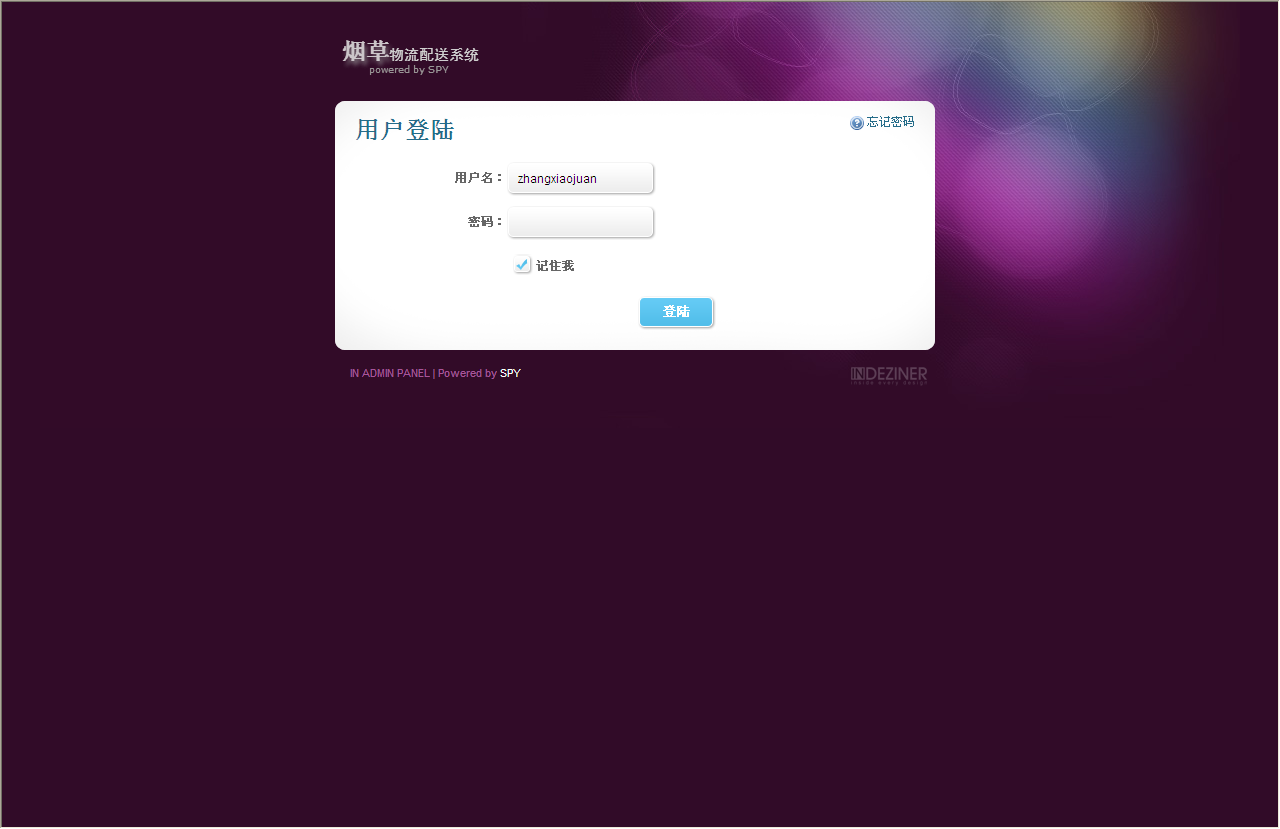 烟草物流配送系统
powered by SPY
用户登陆
忘记密码
用户名：
zhangxiaojuan
密码：
记住我
登陆
IN ADMIN PANEL | Powered by SPY
INDEZINER
inside every design